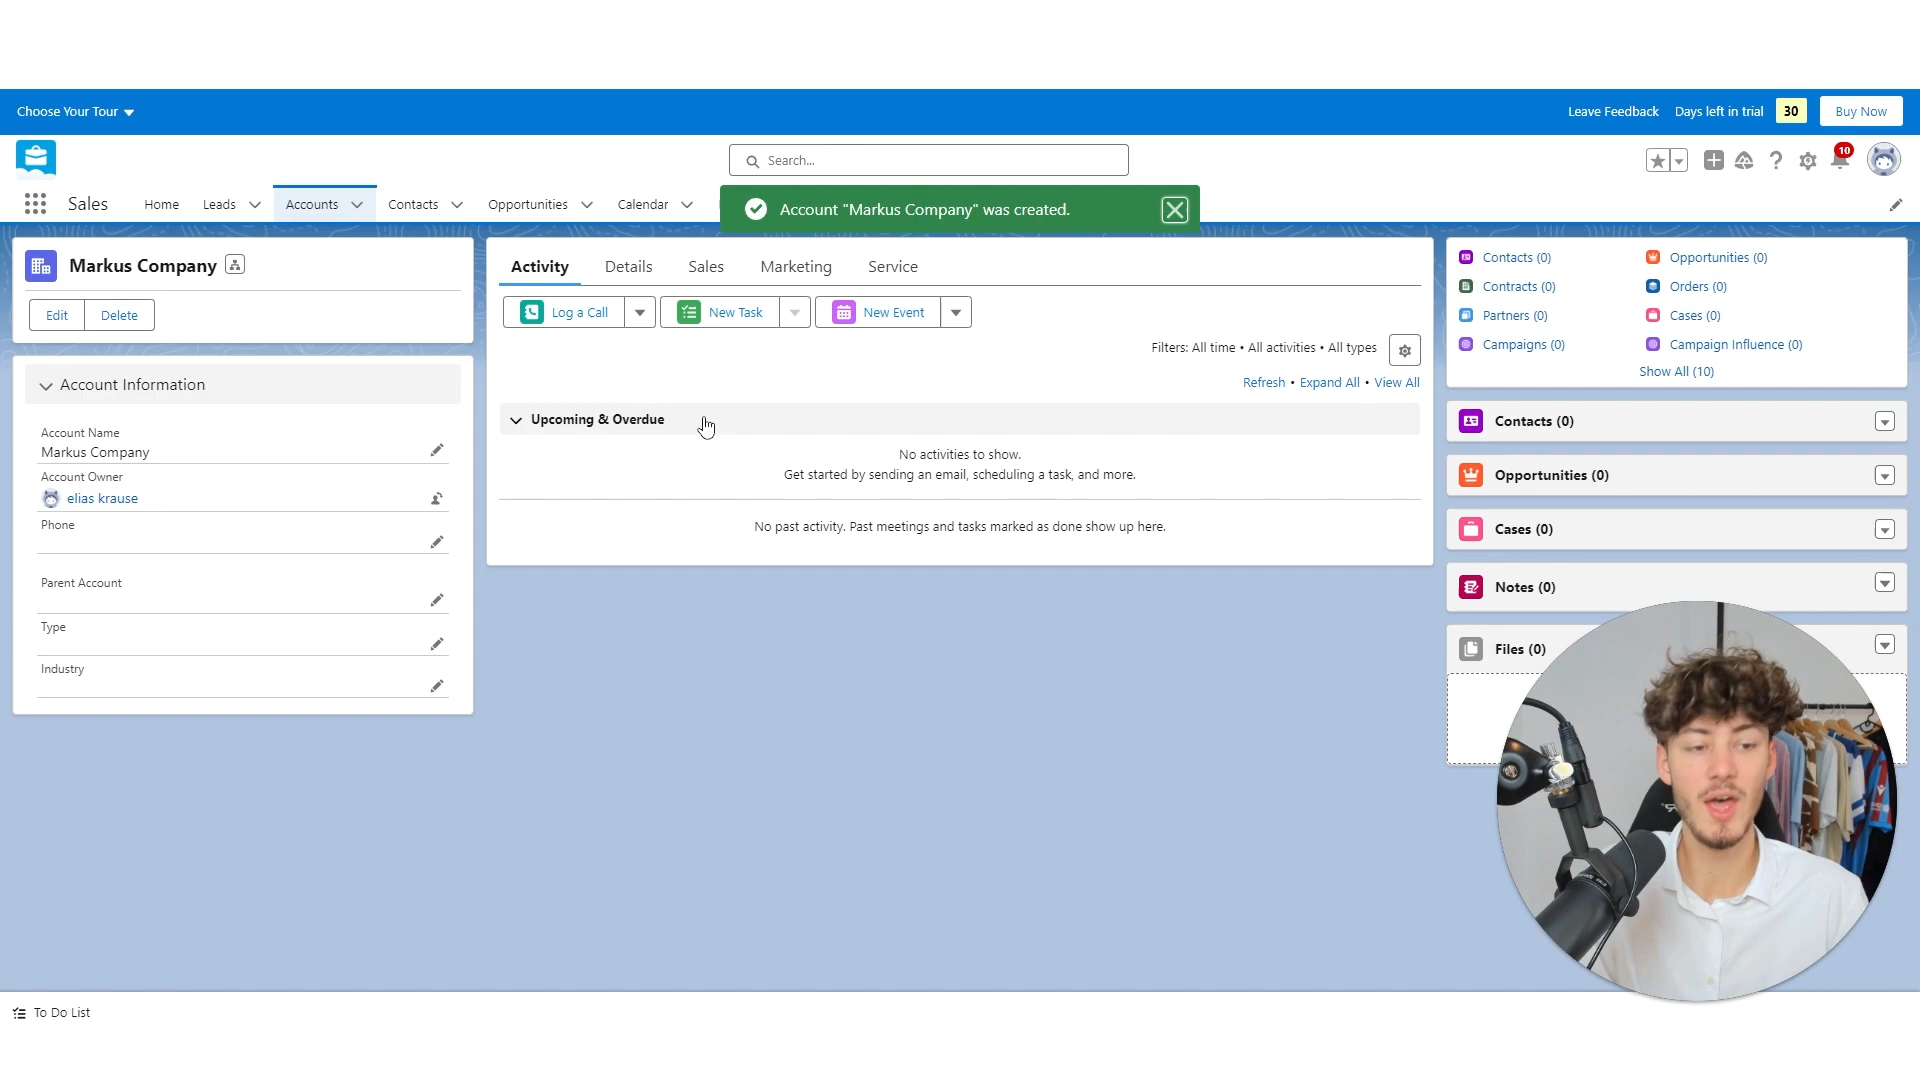 Choose Your Tour
Leave Feedback Days left in trial 30 Buy Now
Search...
10
Sales Home Leads Accounts Contacts Opportunities Calendar
Account "Markus Company" was created.
Markus Company
Edit Delete
Account Information
Account Name
Markus Company
Account Owner
elias krause
Phone
Parent Account
Type
Industry
Activity Details Sales Marketing Service
Log a Call New Task New Event
Filters: All time • All activities • All types
Refresh • Expand All • View All
Upcoming & Overdue
No activities to show.
Get started by sending an email, scheduling a task, and more.
No past activity. Past meetings and tasks marked as done show up here.
Contacts (0) Opportunities (0)
Contracts (0) Orders (0)
Partners (0) Cases (0)
Campaigns (0) Campaign Influence (0)
Show All (10)
Contacts (0)
Opportunities (0)
Cases (0)
Notes (0)
Files (0)
To Do List